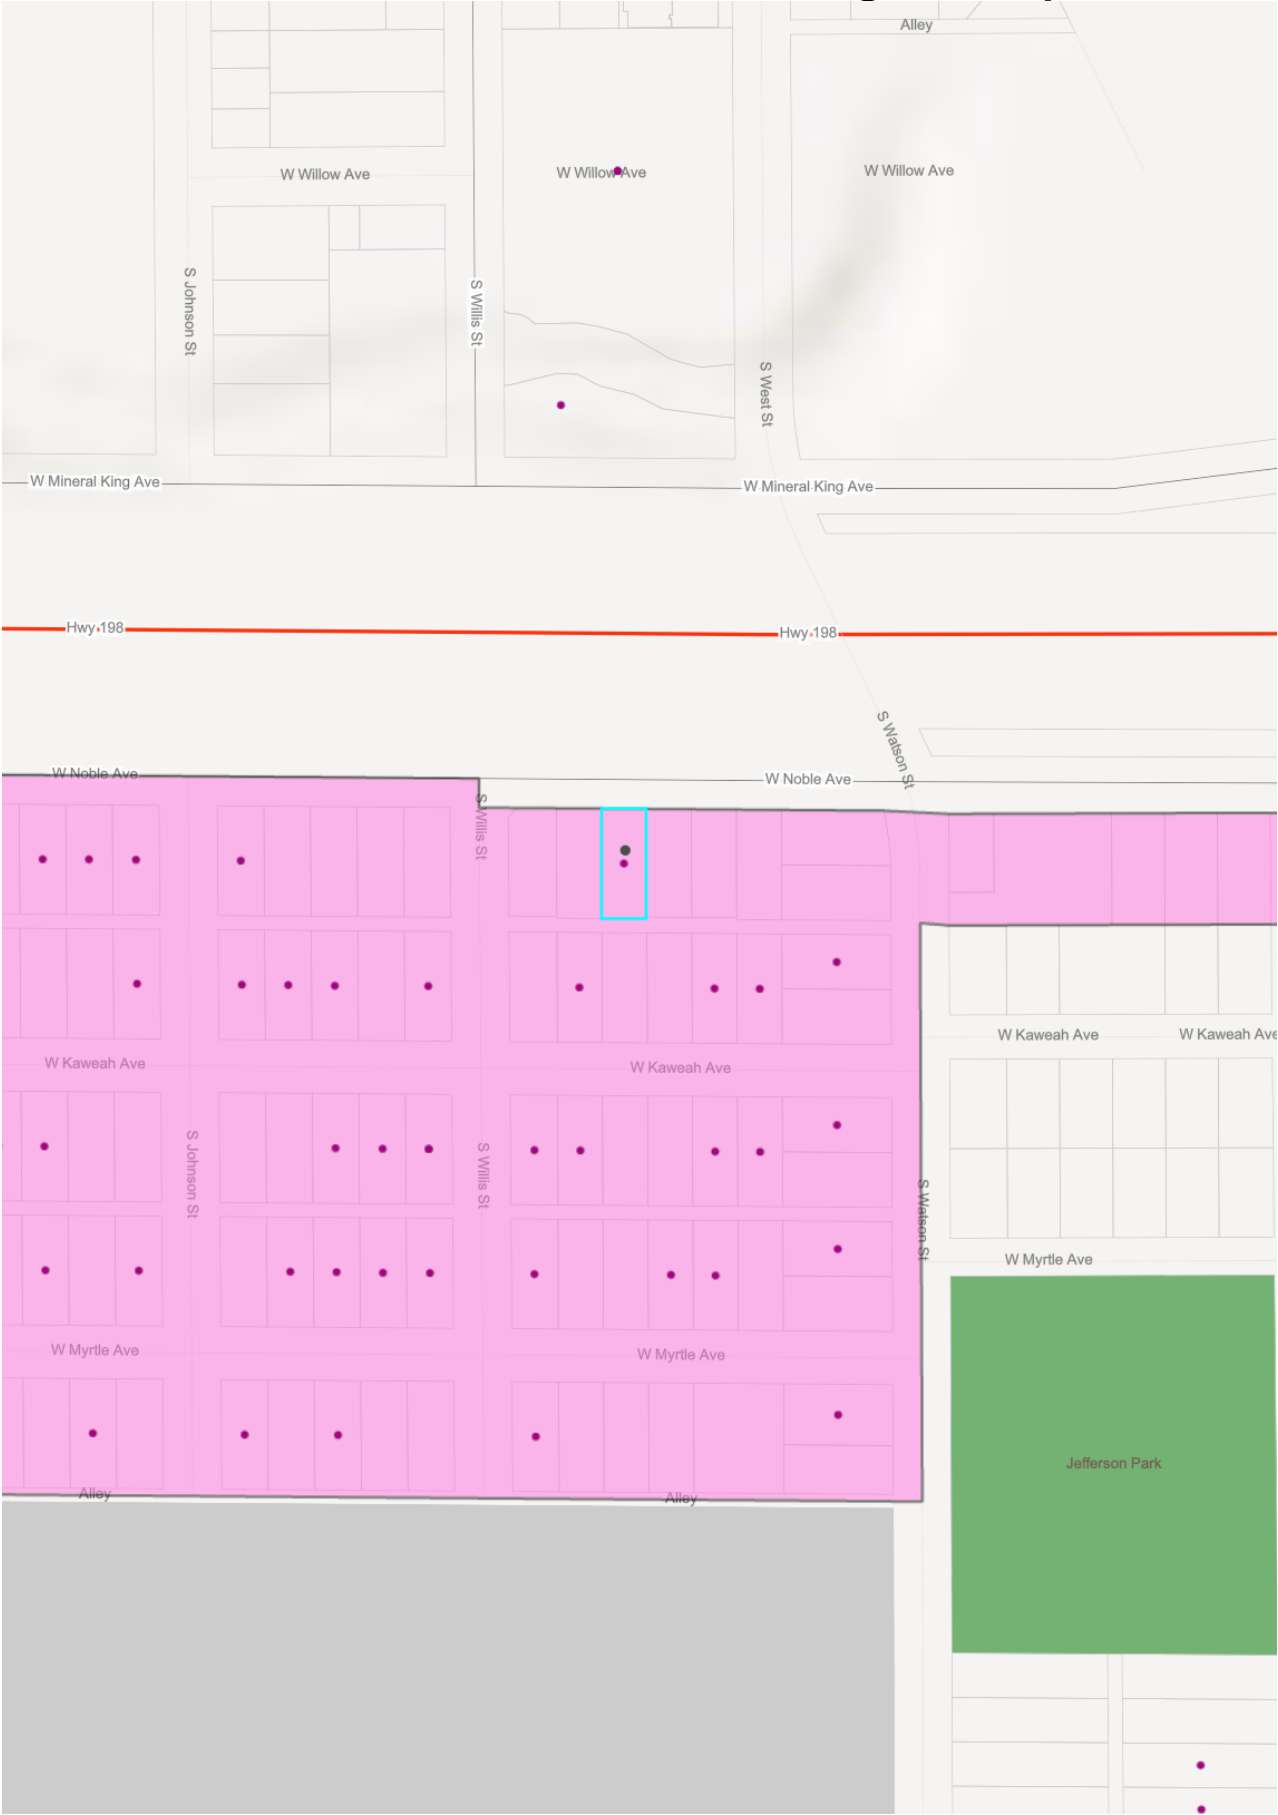 Alley
W Willow Ave
W Willow Ave
W Willow Ave
S Johnson St
S Willis St
S West St
W Mineral King Ave
W Mineral King Ave
Hwy 198
Hwy 198
S Watson St
W Noble Ave
W Noble Ave
S Willis St
W Kaweah Ave
W Kaweah Ave
W Kaweah Ave
W Kaweah Ave
S Johnson St
S Willis St
S Watson St
W Myrtle Ave
W Myrtle Ave
W Myrtle Ave
Jefferson Park
Alley
Alley